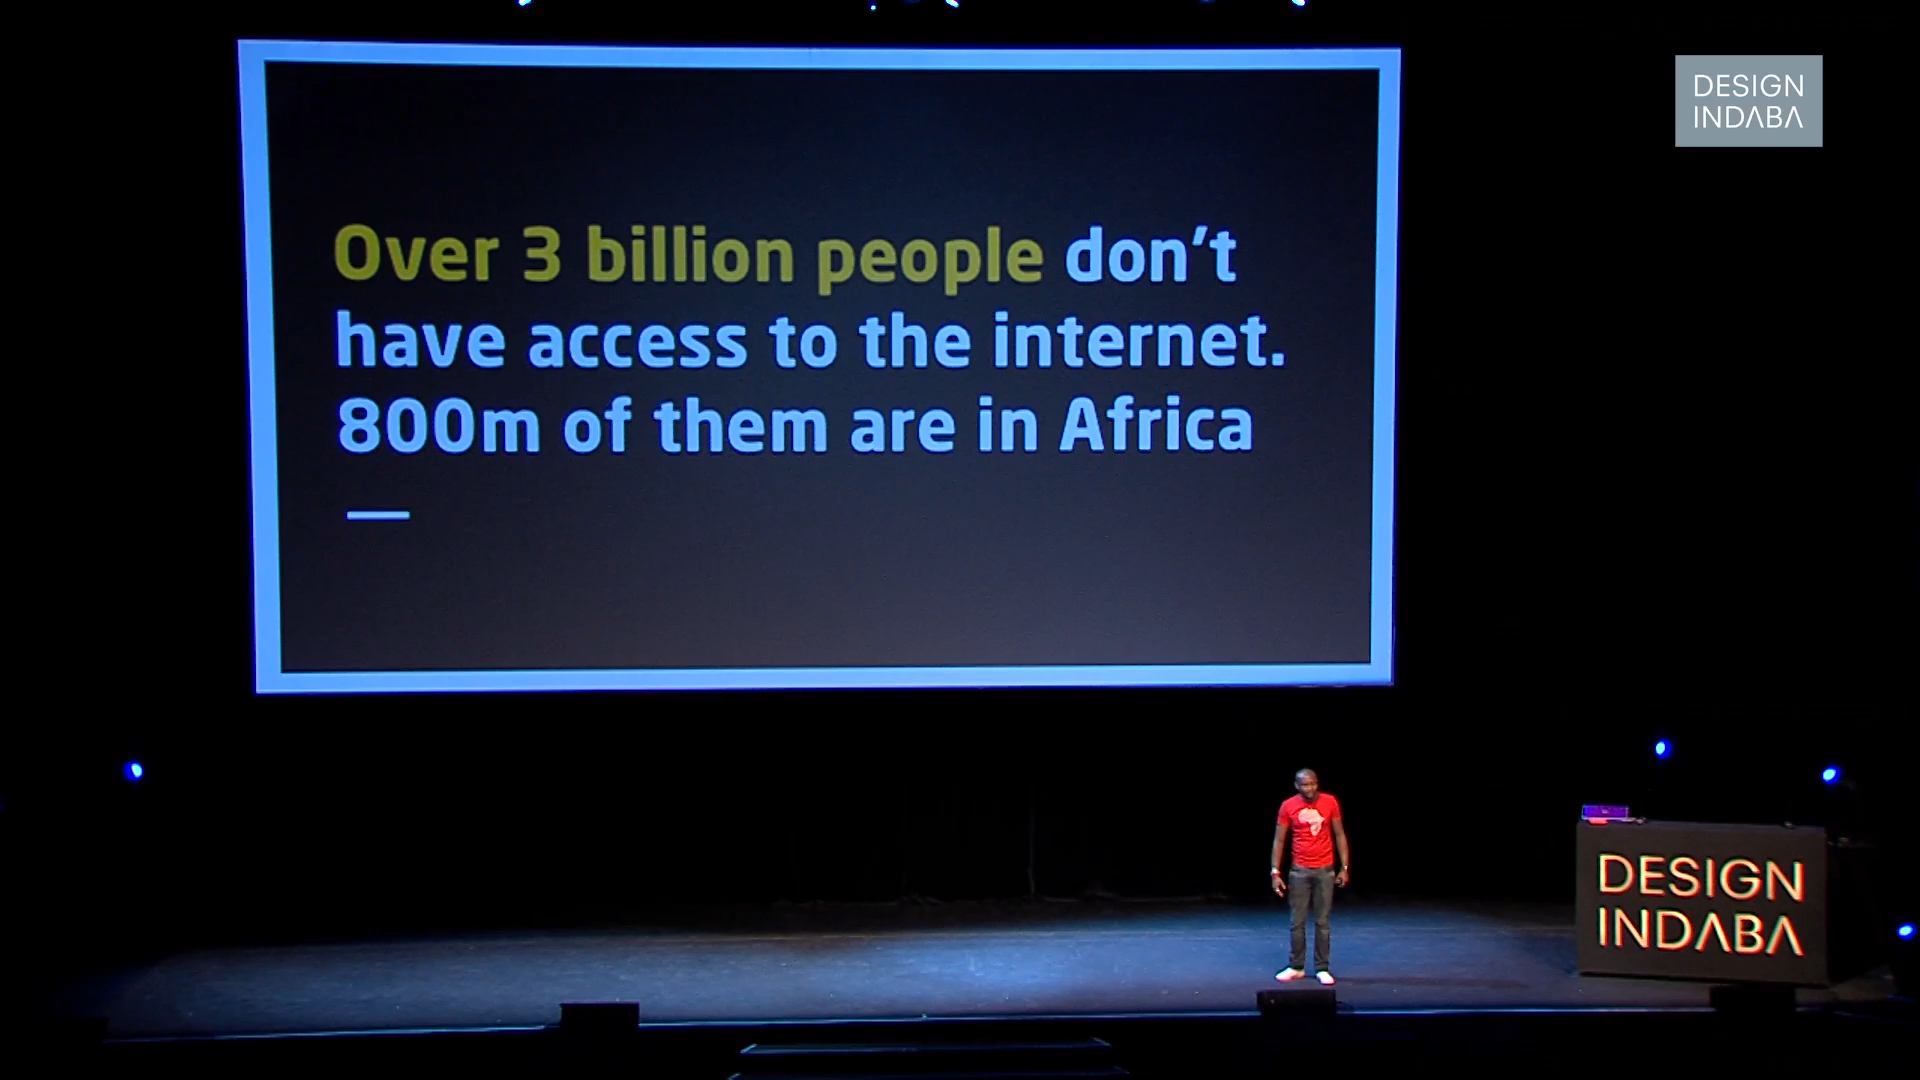 Over 3 billion people don't
have access to the internet.
800m of them are in Africa
DESIGN
INDABA
DESIGN
INDABA